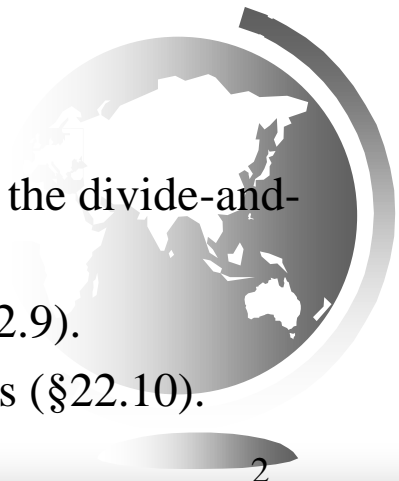 the divide-and-
2.9).
s (§22.10).
2